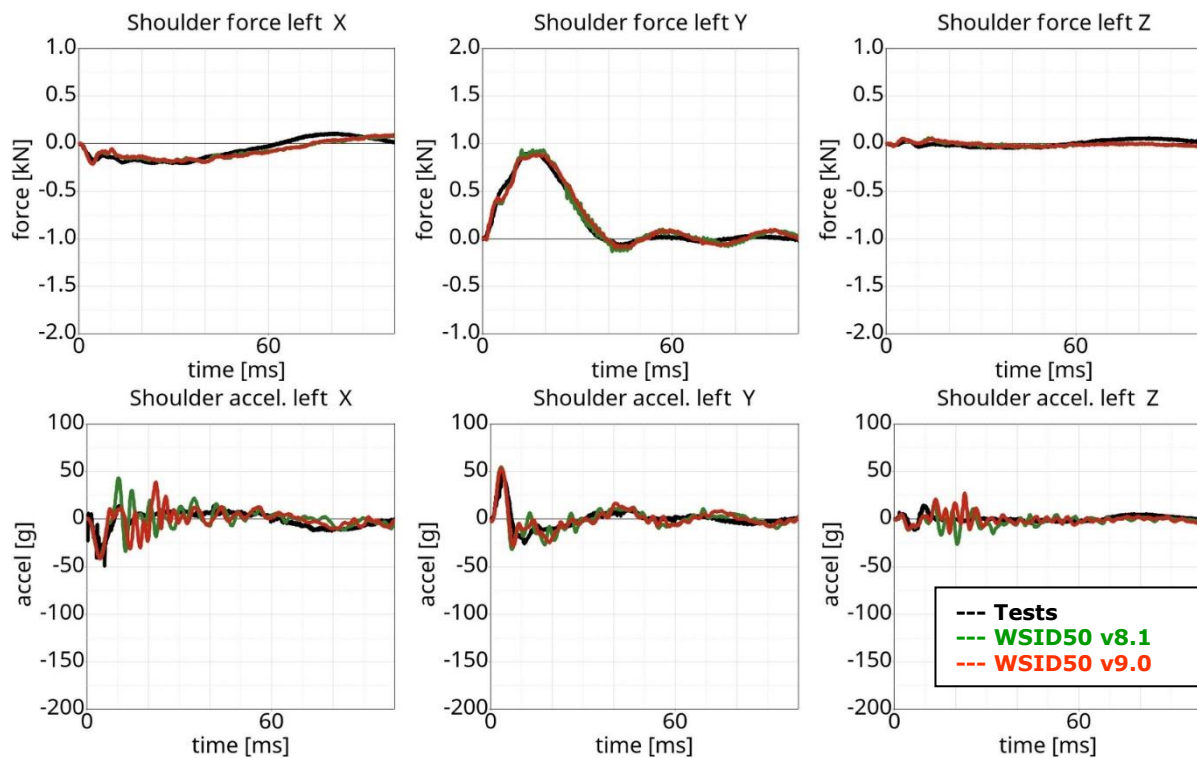 Shoulder force left X
1.0
0.5
0.0
-0.5
-1.0
-1.5
-2.0
force [kN]
0
60
time [ms]
Shoulder force left Y
2.0
1.5
1.0
0.5
0.0
-0.5
-1.0
force [kN]
0
60
time [ms]
Shoulder force left Z
1.0
0.5
0.0
-0.5
-1.0
-1.5
-2.0
force [kN]
0
60
time [ms]
Shoulder accel. left X
100
50
0
-50
-100
-150
-200
accel [g]
0
60
time [ms]
Shoulder accel. left Y
100
50
0
-50
-100
-150
-200
accel [g]
0
60
time [ms]
Shoulder accel. left Z
100
50
0
-50
-100
-150
-200
accel [g]
0
60
time [ms]
--- Tests
--- WSID50 v8.1
--- WSID50 v9.0